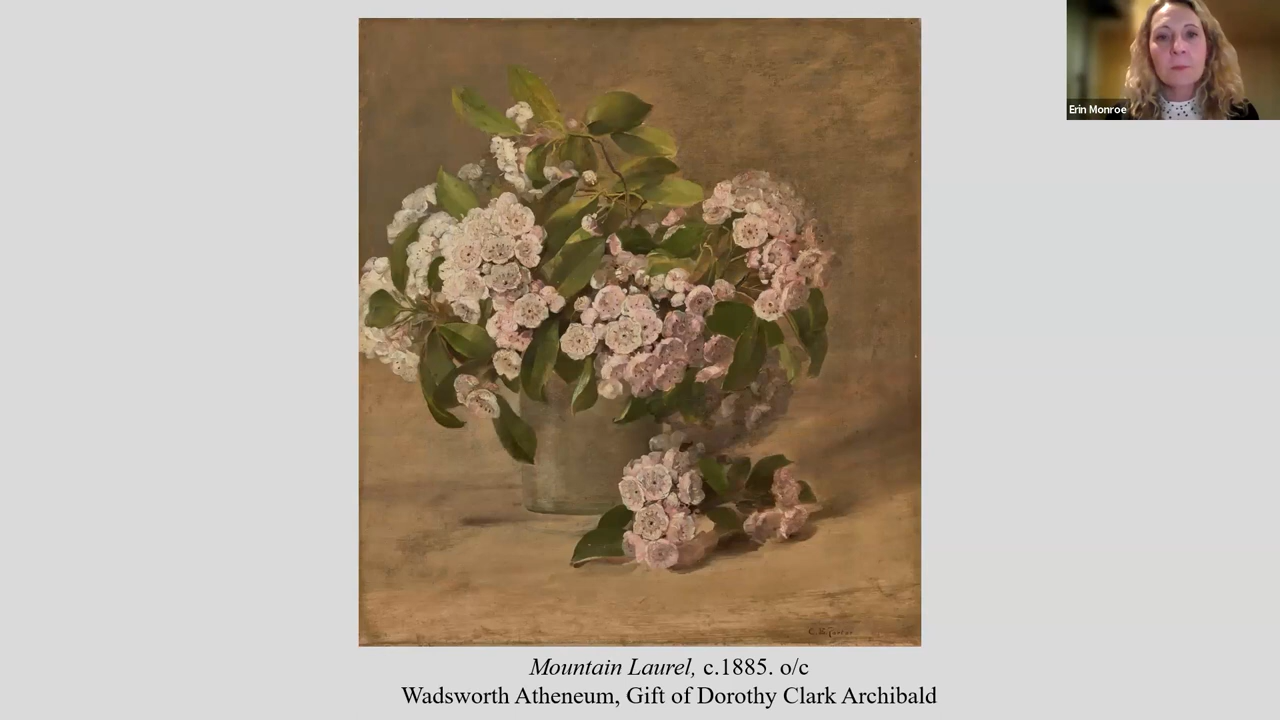 Erin Monroe
Mountain Laurel, c.1885. o/c
Wadsworth Atheneum, Gift of Dorothy Clark Archibald